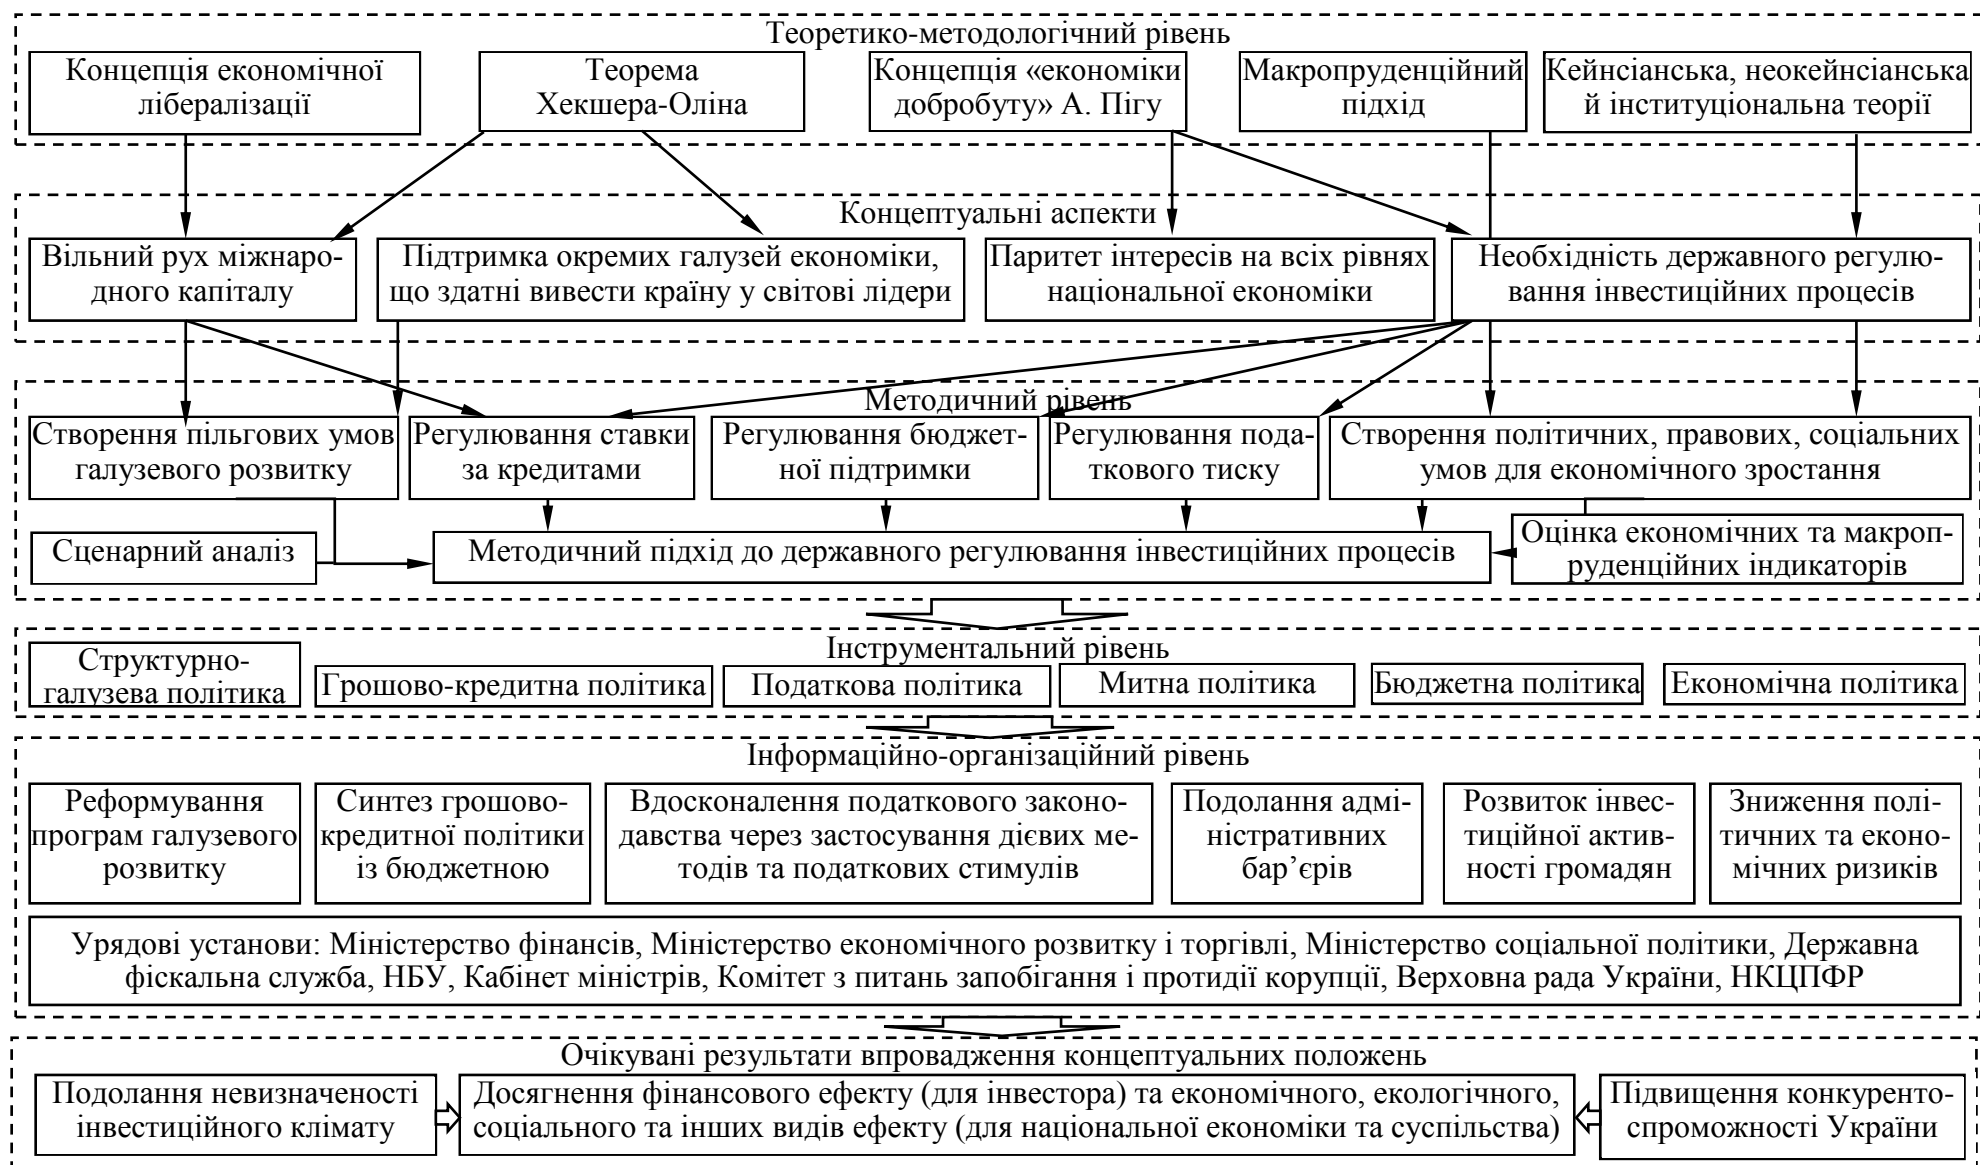 Теоретико-методологічний рівень
Концепція економічної
лібералізації
Теорема
Хекшера-Оліна
Концепція «економіки
добробуту» А. Пігу
Макропруденційний
підхід
Кейнсіанська, неокейнсіанська
й інституціональна теорії
Концептуальні аспекти
Вільний рух міжнаро-
дного капіталу
Підтримка окремих галузей економіки,
що здатні вивести країну у світові лідери
Паритет інтересів на всіх рівнях
національної економіки
Необхідність державного регулю-
вання інвестиційних процесів
Методичний рівень
Створення пільгових умов
галузевого розвитку
Регулювання ставки
за кредитами
Регулювання бюджет-
ної підтримки
Регулювання пода-
ткового тиску
Створення політичних, правових, соціальних
умов для економічного зростання
Сценарний аналіз
Методичний підхід до державного регулювання інвестиційних процесів
Оцінка економічних та макроп-
руденційних індикаторів
Інструментальний рівень
Структурно-
галузева політика
Грошово-кредитна політика
Податкова політика
Митна політика
Бюджетна політика
Економічна політика
Інформаційно-організаційний рівень
Реформування
програм галузевого
розвитку
Синтез грошово-
кредитної політики
із бюджетною
Вдосконалення податкового законо-
давства через застосування дієвих ме-
тодів та податкових стимулів
Подолання адмі-
ністративних
бар’єрів
Розвиток інвес-
тиційної актив-
ності громадян
Зниження полі-
тичних та еконо-
мічних ризиків
Урядові установи: Міністерство фінансів, Міністерство економічного розвитку і торгівлі, Міністерство соціальної політики, Державна
фіскальна служба, НБУ, Кабінет міністрів, Комітет з питань запобігання і протидії корупції, Верховна рада України, НКЦПФР
Очікувані результати впровадження концептуальних положень
Подолання невизначеності
інвестиційного клімату
Досягнення фінансового ефекту (для інвестора) та економічного, екологічного,
соціального та інших видів ефекту (для національної економіки та суспільства)
Підвищення конкуренто-
спроможності України